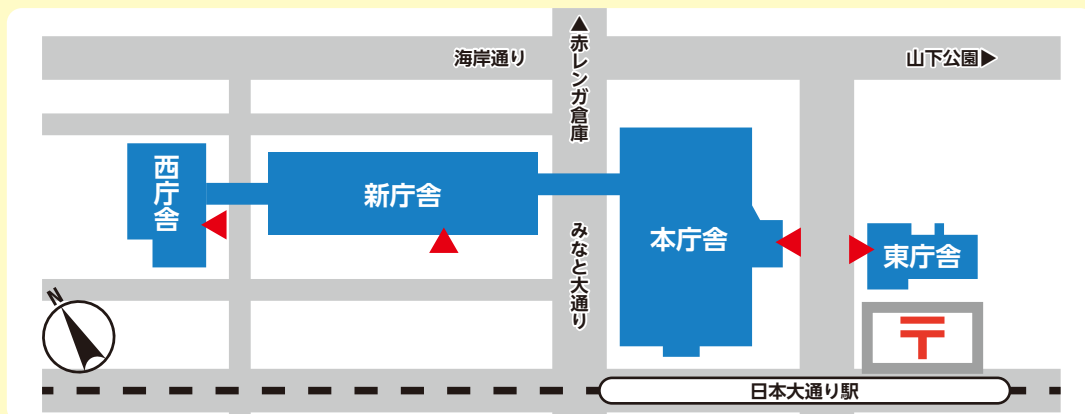 海岸通り
▲赤レンガ倉庫
山下公園▶
西庁舎
新庁舎
本庁舎
東庁舎
みなと大通り
N
〒
日本大通り駅